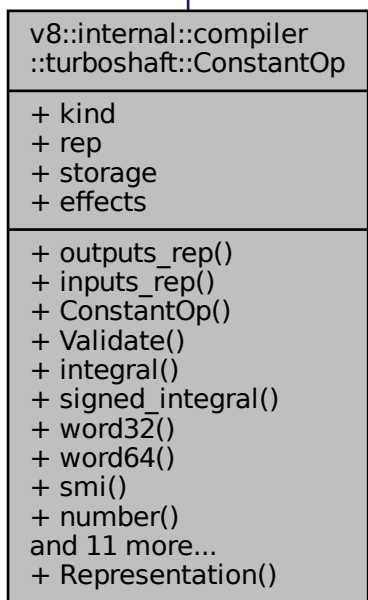 v8::internal::compiler
::turboshaft::ConstantOp
+ kind
+ rep
+ storage
+ effects
+ outputs_rep()
+ inputs_rep()
+ ConstantOp()
+ Validate()
+ integral()
+ signed_integral()
+ word32()
+ word64()
+ smi()
+ number()
and 11 more...
+ Representation()